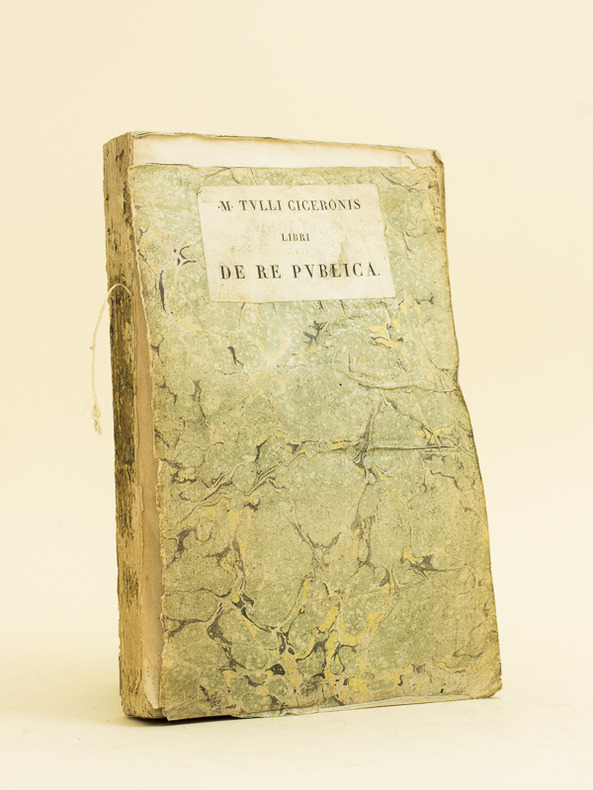 ·M· TVLLI CICERONIS
LIBRI
DE RE PVBLICA.